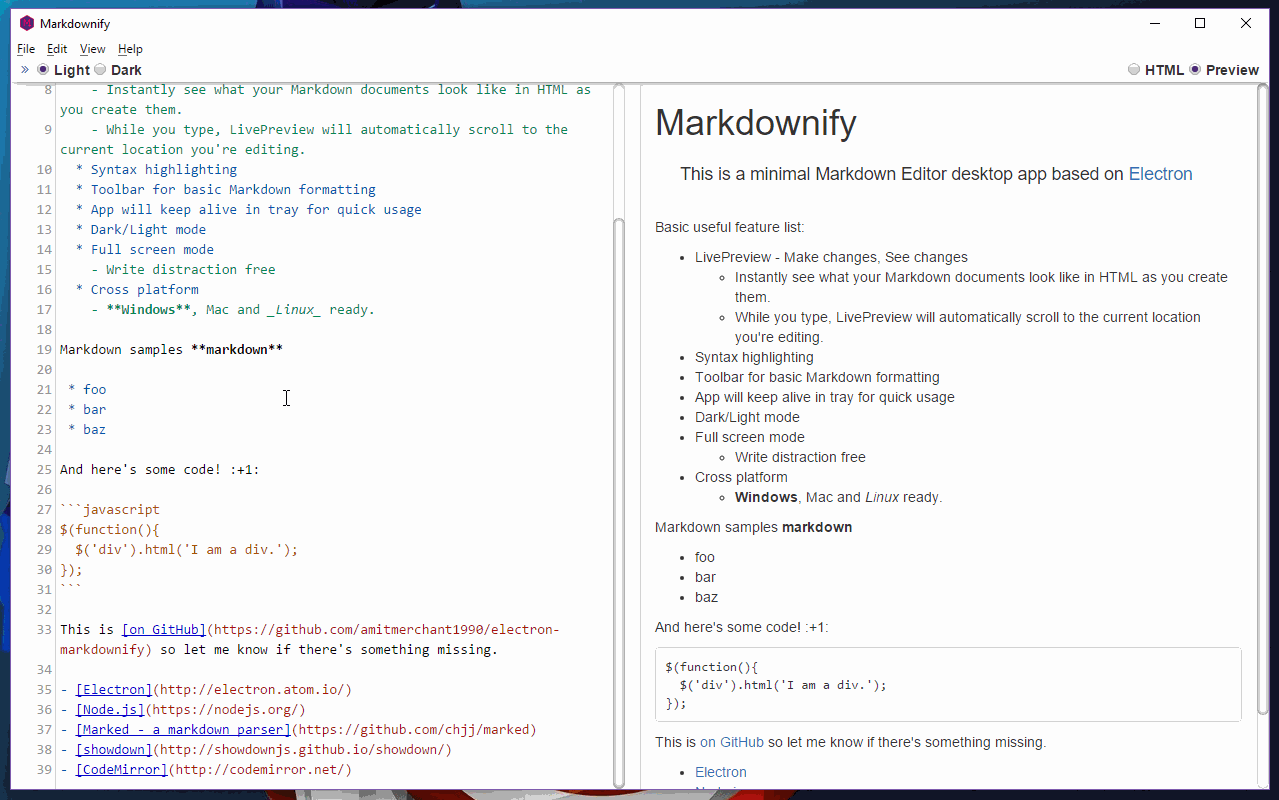 Markdownify
File Edit View Help
» Light Dark HTML Preview
8 - Instantly see what your Markdown documents look like in HTML as
you create them.
9 - While you type, LivePreview will automatically scroll to the
current location you're editing.
10 * Syntax highlighting
11 * Toolbar for basic Markdown formatting
12 * App will keep alive in tray for quick usage
13 * Dark/Light mode
14 * Full screen mode
15 - Write distraction free
16 * Cross platform
17 - **Windows**, Mac and _Linux_ ready.
18
19 Markdown samples **markdown**
20
21 * foo
22 * bar
23 * baz
24
25 And here's some code! :+1:
26
27 ```javascript
28 $(function(){
29 $('div').html('I am a div.');
30 });
31 ```
32
33 This is [on GitHub](https://github.com/amitmerchant1990/electron-
markdownify) so let me know if there's something missing.
34
35 - [Electron](http://electron.atom.io/)
36 - [Node.js](https://nodejs.org/)
37 - [Marked - a markdown parser](https://github.com/chjj/marked)
38 - [showdown](http://showdownjs.github.io/showdown/)
39 - [CodeMirror](http://codemirror.net/)
Markdownify
This is a minimal Markdown Editor desktop app based on Electron
Basic useful feature list:
• LivePreview - Make changes, See changes
◦ Instantly see what your Markdown documents look like in HTML as you create
them.
◦ While you type, LivePreview will automatically scroll to the current location
you're editing.
• Syntax highlighting
• Toolbar for basic Markdown formatting
• App will keep alive in tray for quick usage
• Dark/Light mode
• Full screen mode
◦ Write distraction free
• Cross platform
◦ Windows, Mac and Linux ready.
Markdown samples markdown
• foo
• bar
• baz
And here's some code! :+1:
$(function(){
$('div').html('I am a div.');
});
This is on GitHub so let me know if there's something missing.
• Electron